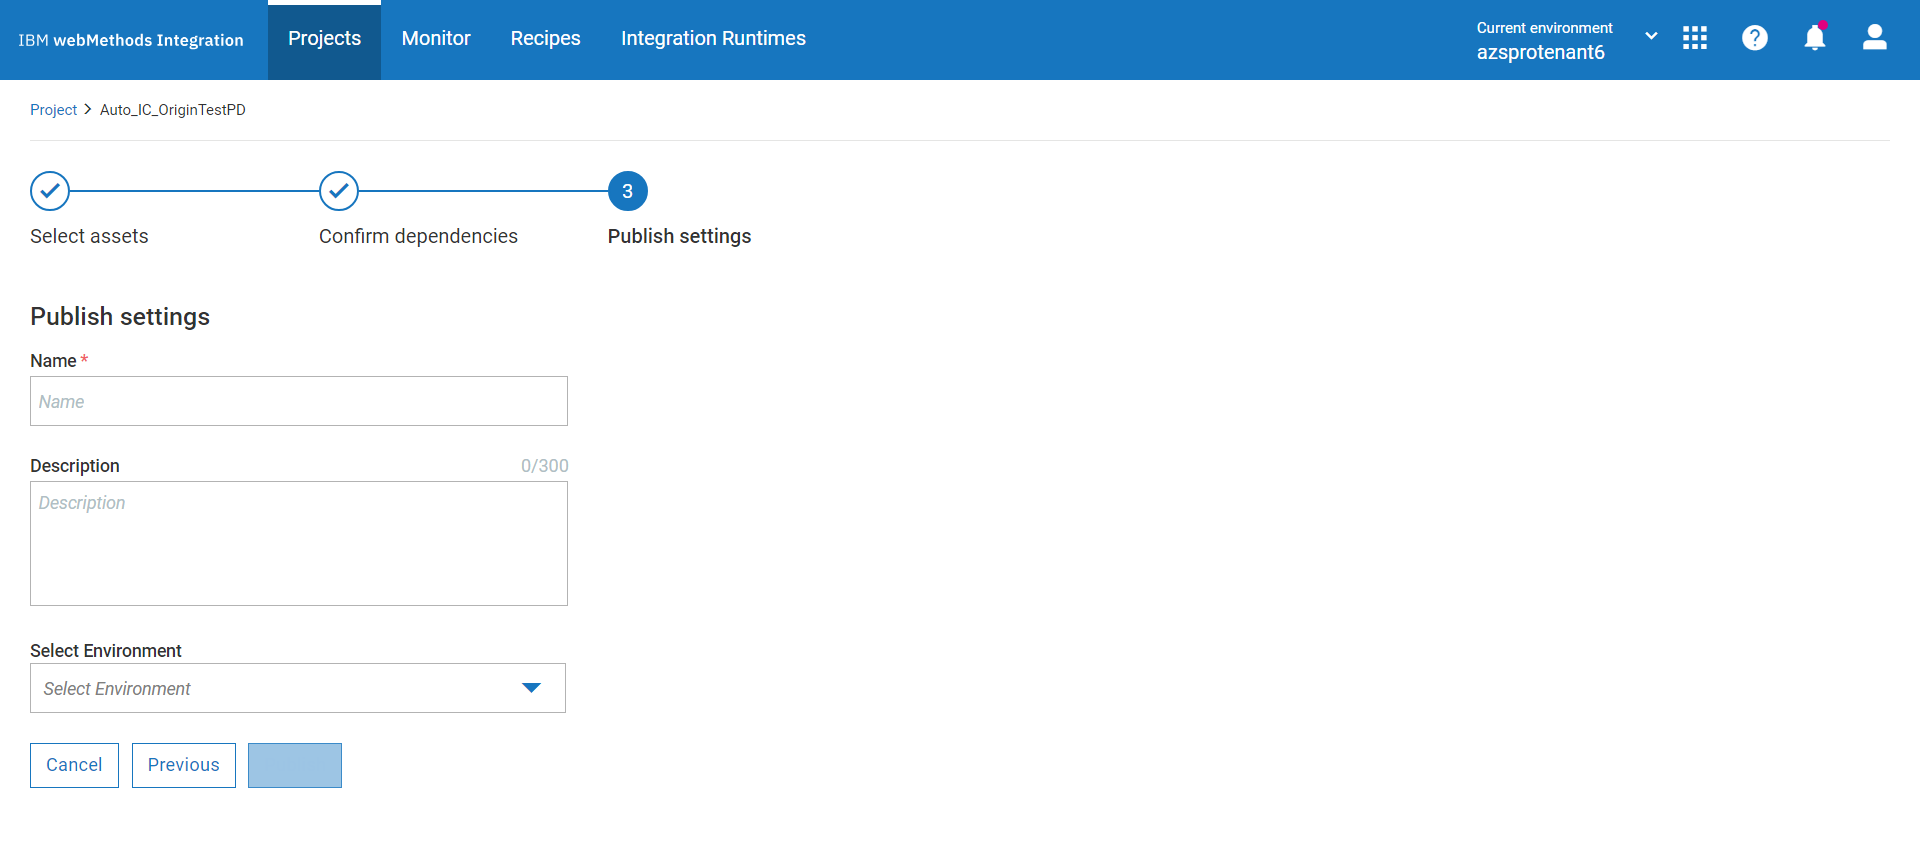 IBM webMethods Integration
Projects
Monitor
Recipes
Integration Runtimes
Current environment
azsprotenant6
Project > Auto_IC_OriginTestPD
3
Select assets
Confirm dependencies
Publish settings
Publish settings
Name *
Name
Description 0/300
Description
Select Environment
Select Environment
Cancel
Previous